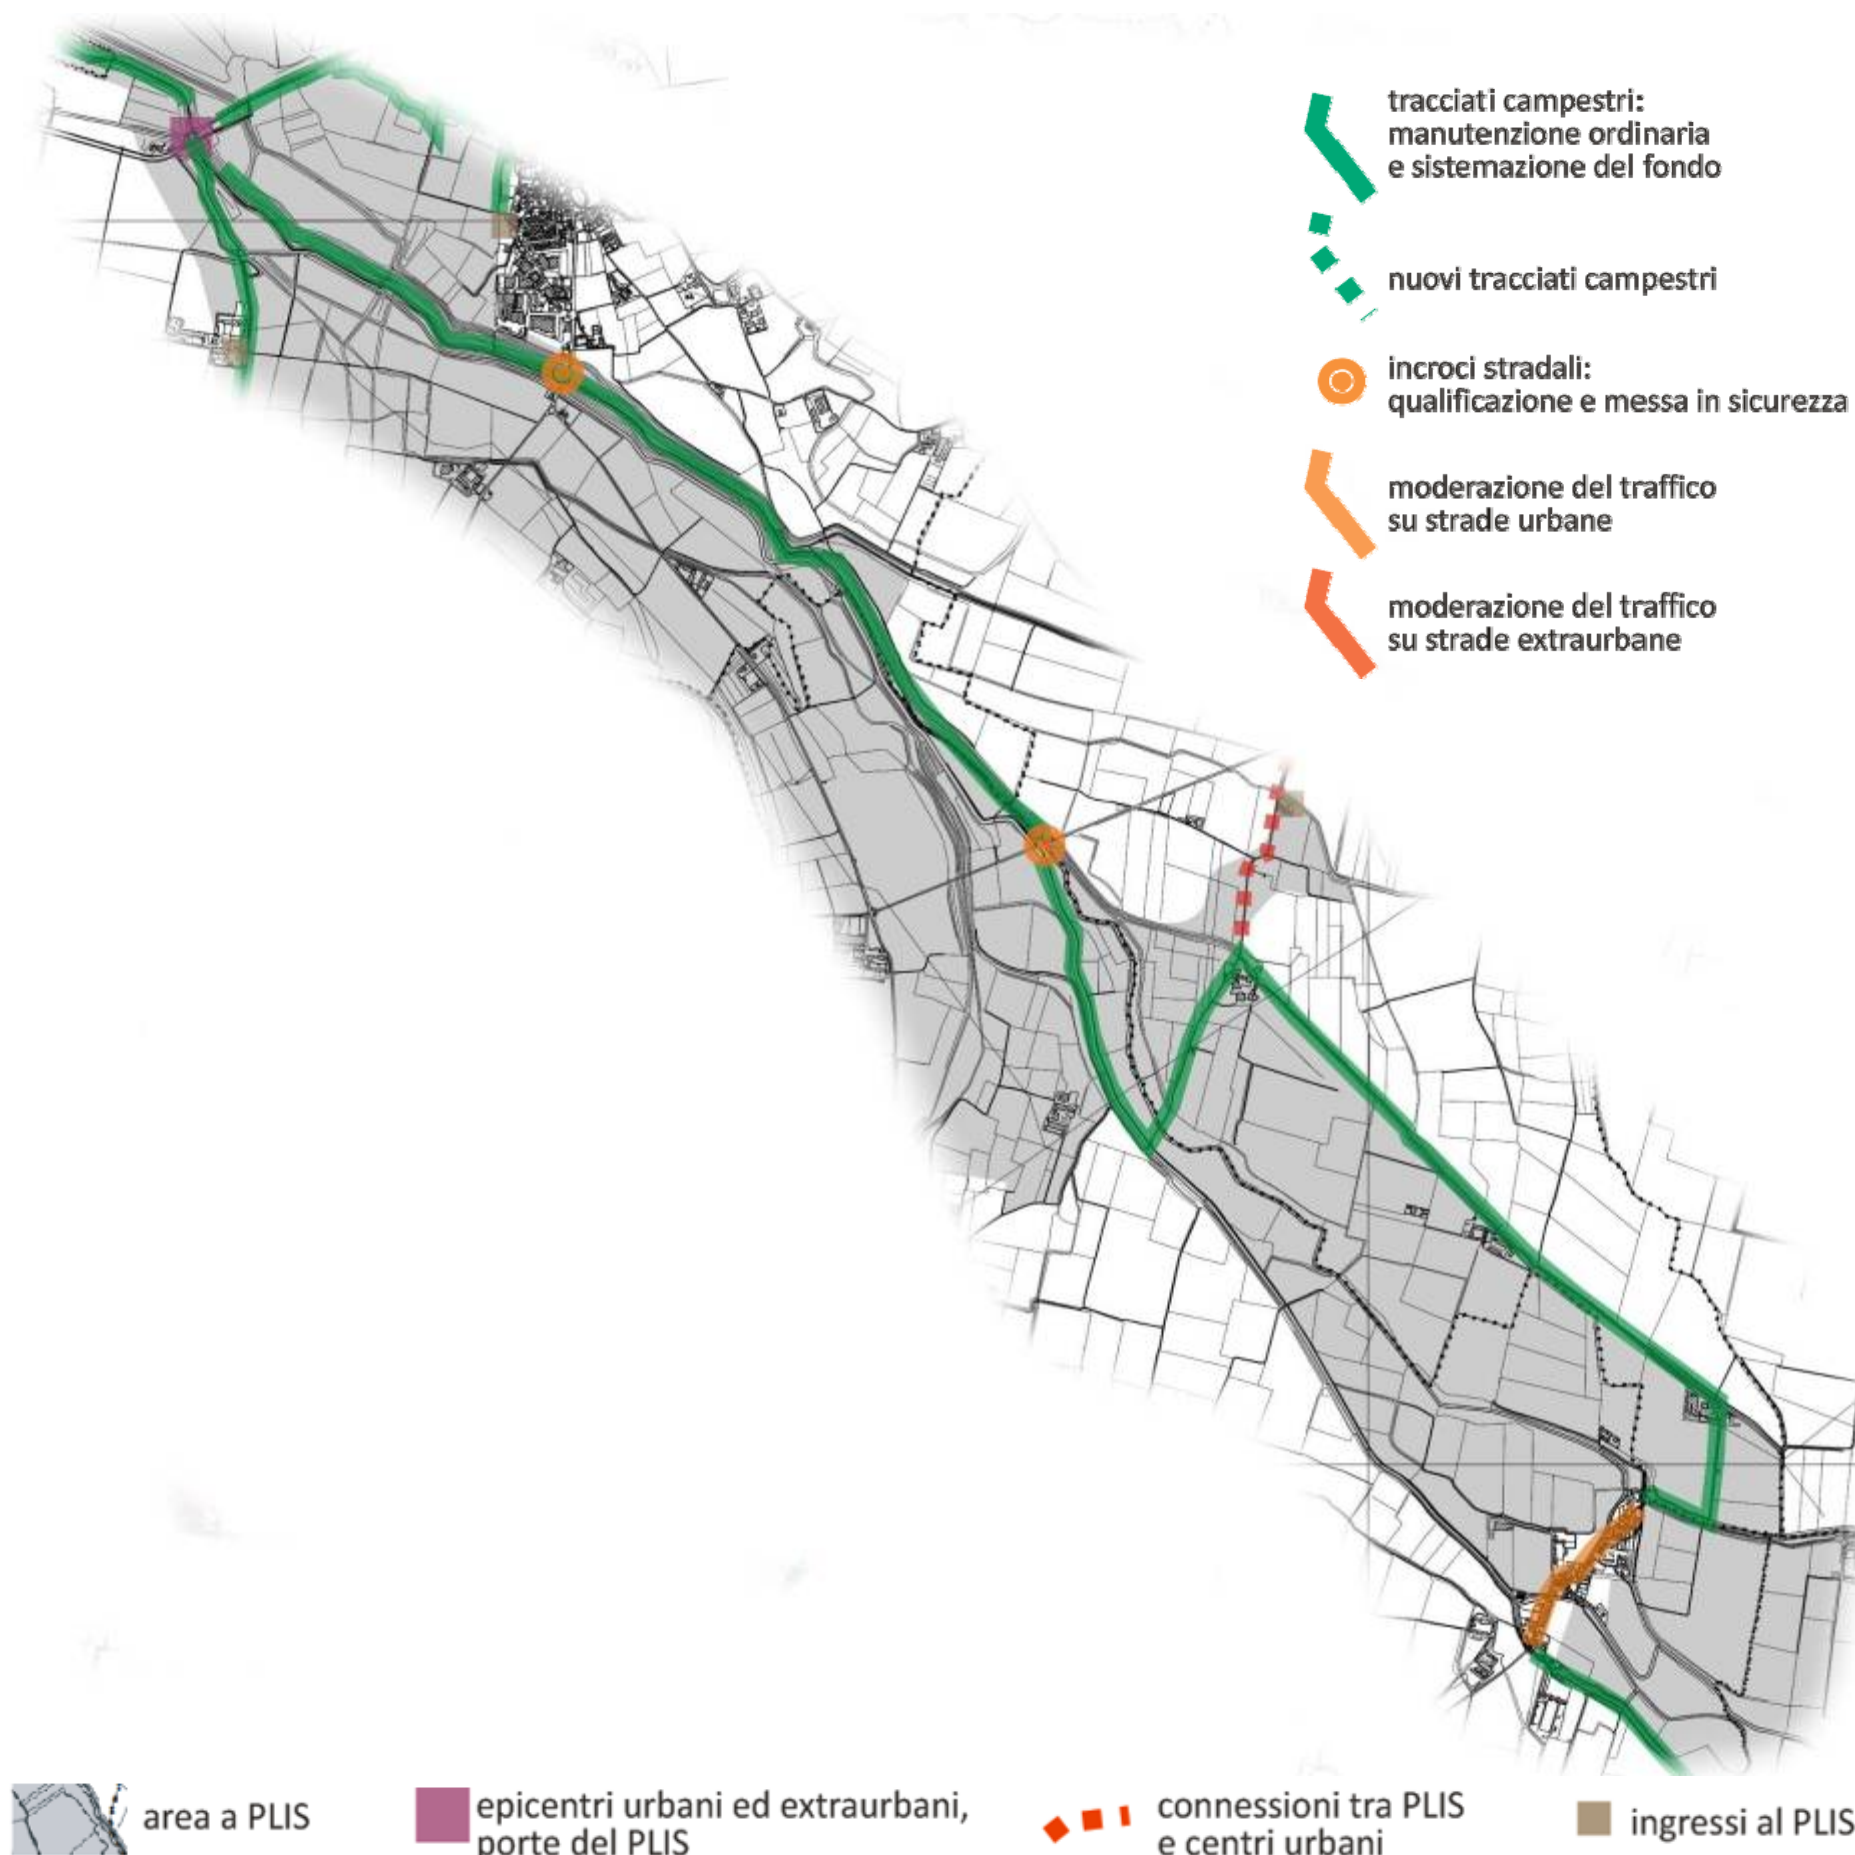 tracciati campestri:
manutenzione ordinaria
e sistemazione del fondo
nuovi tracciati campestri
incroci stradali:
qualificazione e messa in sicurezza
moderazione del traffico
su strade urbane
moderazione del traffico
su strade extraurbane
area a PLIS
epicentri urbani ed extraurbani,
porte del PLIS
connessioni tra PLIS
e centri urbani
ingressi al PLIS